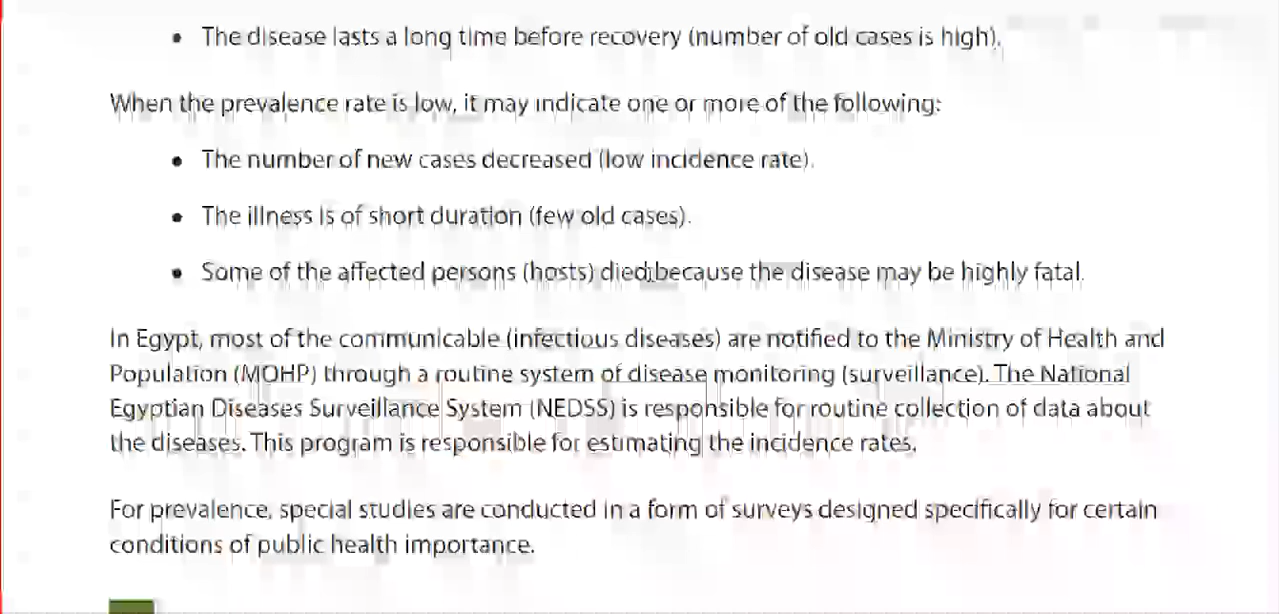 • The disease lasts a long time before recovery (number of old cases is high).
When the prevalence rate is low, it may indicate one or more of the following:
• The number of new cases decreased (low incidence rate).
• The illness is of short duration (few old cases).
• Some of the affected persons (hosts) died because the disease may be highly fatal.
In Egypt, most of the communicable (infectious diseases) are notified to the Ministry of Health and
Population (MOHP) through a routine system of disease monitoring (surveillance). The National
Egyptian Diseases Surveillance System (NEDSS) is responsible for routine collection of data about
the diseases. This program is responsible for estimating the incidence rates.
For prevalence, special studies are conducted in a form of surveys designed specifically for certain
conditions of public health importance.